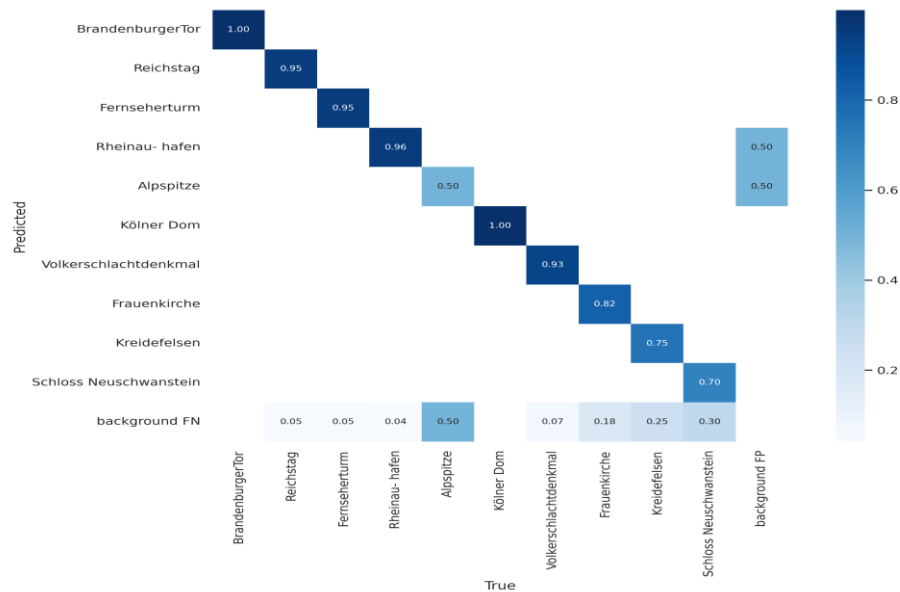 BrandenburgerTor 1.00
Reichstag 0.95
Fernseherturm 0.95
Rheinau- hafen 0.96 0.50
Alpspitze 0.50 0.50
Kölner Dom 1.00
Volkerschlachtdenkmal 0.93
Frauenkirche 0.82
Kreidefelsen 0.75
Schloss Neuschwanstein 0.70
background FN 0.05 0.05 0.04 0.50 0.07 0.18 0.25 0.30
Predicted
BrandenburgerTor
Reichstag
Fernseherturm
Rheinau- hafen
Alpspitze
Kölner Dom
Volkerschlachtdenkmal
Frauenkirche
Kreidefelsen
Schloss Neuschwanstein
background FP
True
0.8
0.6
0.4
0.2